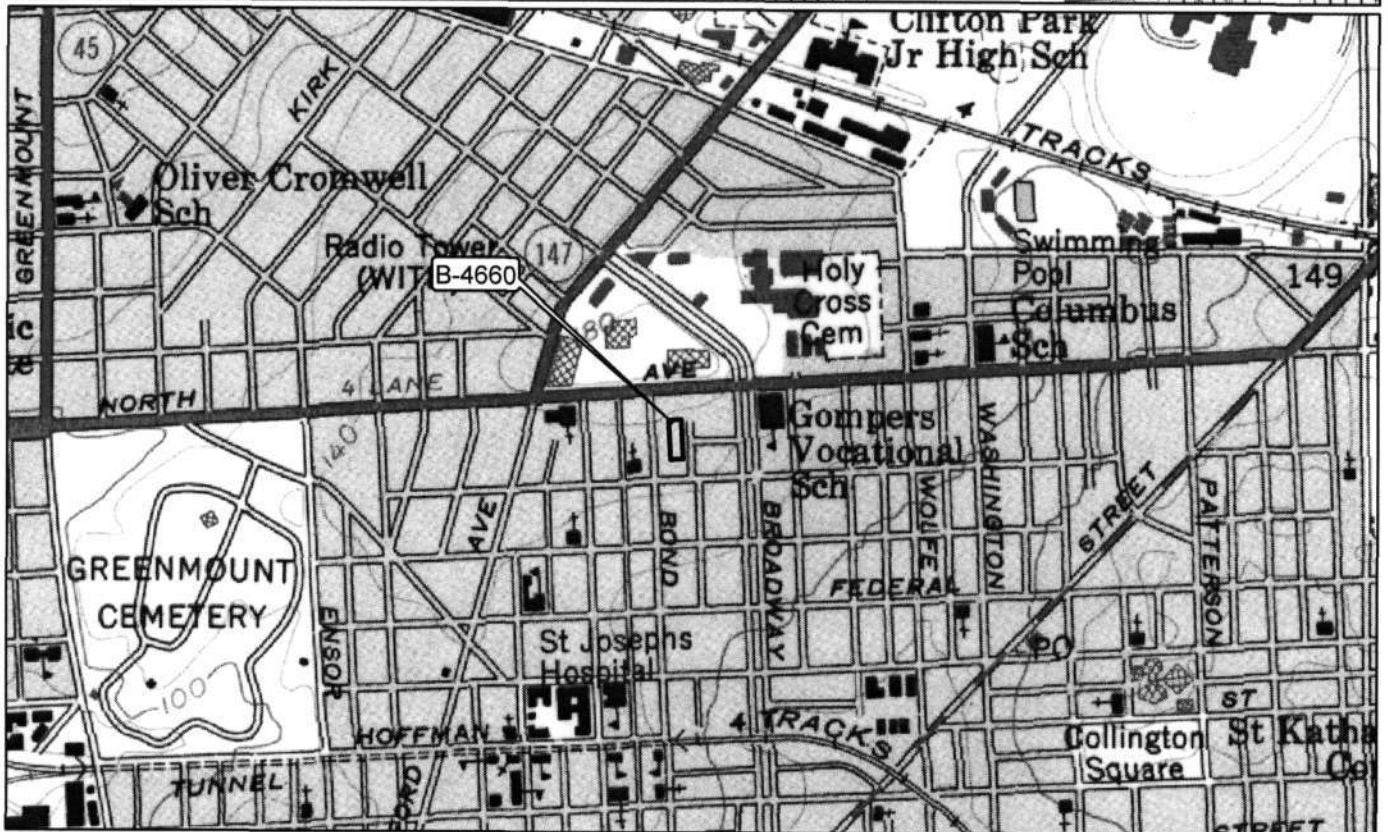 45
Clifton Park
Jr High Sch
KIRK
GREENMOUNT
TRACKS
Oliver Cromwell
Sch
Radio Tower
147
B-4660
80
Holy
Cross
Cem
Swimming
Pool
149
Columbus
Sch
AVE
NORTH
4 LANE
140
Gompers
Vocational
Sch
WASHINGTON
WOLFE
BROADWAY
BOND
AVE
STREET
PATTERSON
GREENMOUNT
CEMETERY
ENSOR
FEDERAL
PO
St Josephs
Hospital
100
HOFFMAN
4 TRACKS
ST
Collington
Square
St Katha
TUNNEL
STREET